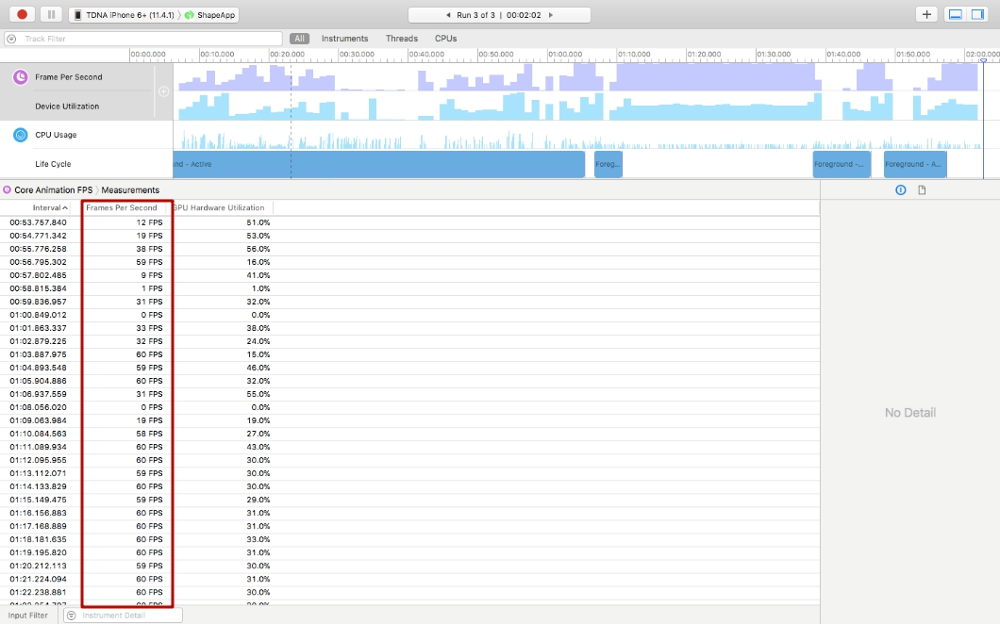 TDNA iPhone 6+ (11.4.1) ShapeApp Run 3 of 3 | 00:02:02
Track Filter All Instruments Threads CPUs
00:00.000 00:10.000 00:20.000 00:30.000 00:40.000 00:50.000 01:00.000 01:10.000 01:20.000 01:30.000 01:40.000 01:50.000 02:00.000
Frame Per Second
Device Utilization
CPU Usage
Life Cycle nd - Active Foreg... Foreground -... Foreground - A...
Core Animation FPS Measurements
Interval Frames Per Second GPU Hardware Utilization
00:53.757.840 12 FPS 51.0%
00:54.771.342 19 FPS 53.0%
00:55.776.258 38 FPS 56.0%
00:56.795.302 59 FPS 16.0%
00:57.802.485 9 FPS 41.0%
00:58.815.384 1 FPS 1.0%
00:59.836.957 31 FPS 32.0%
01:00.849.012 0 FPS 0.0%
01:01.863.337 33 FPS 38.0%
01:02.879.225 32 FPS 24.0%
01:03.887.975 60 FPS 15.0%
01:04.893.548 59 FPS 46.0%
01:05.904.886 60 FPS 32.0%
01:06.937.559 31 FPS 55.0%
01:08.056.020 0 FPS 0.0%
01:09.063.984 19 FPS 19.0%
01:10.084.563 58 FPS 27.0%
01:11.089.934 60 FPS 43.0%
01:12.095.955 60 FPS 30.0%
01:13.112.071 59 FPS 30.0%
01:14.133.829 60 FPS 30.0%
01:15.149.475 59 FPS 29.0%
01:16.156.883 60 FPS 31.0%
01:17.168.889 60 FPS 31.0%
01:18.181.635 60 FPS 33.0%
01:19.195.820 60 FPS 31.0%
01:20.212.113 59 FPS 30.0%
01:21.224.094 60 FPS 31.0%
01:22.238.881 60 FPS 30.0%
No Detail
Input Filter Instrument Detail